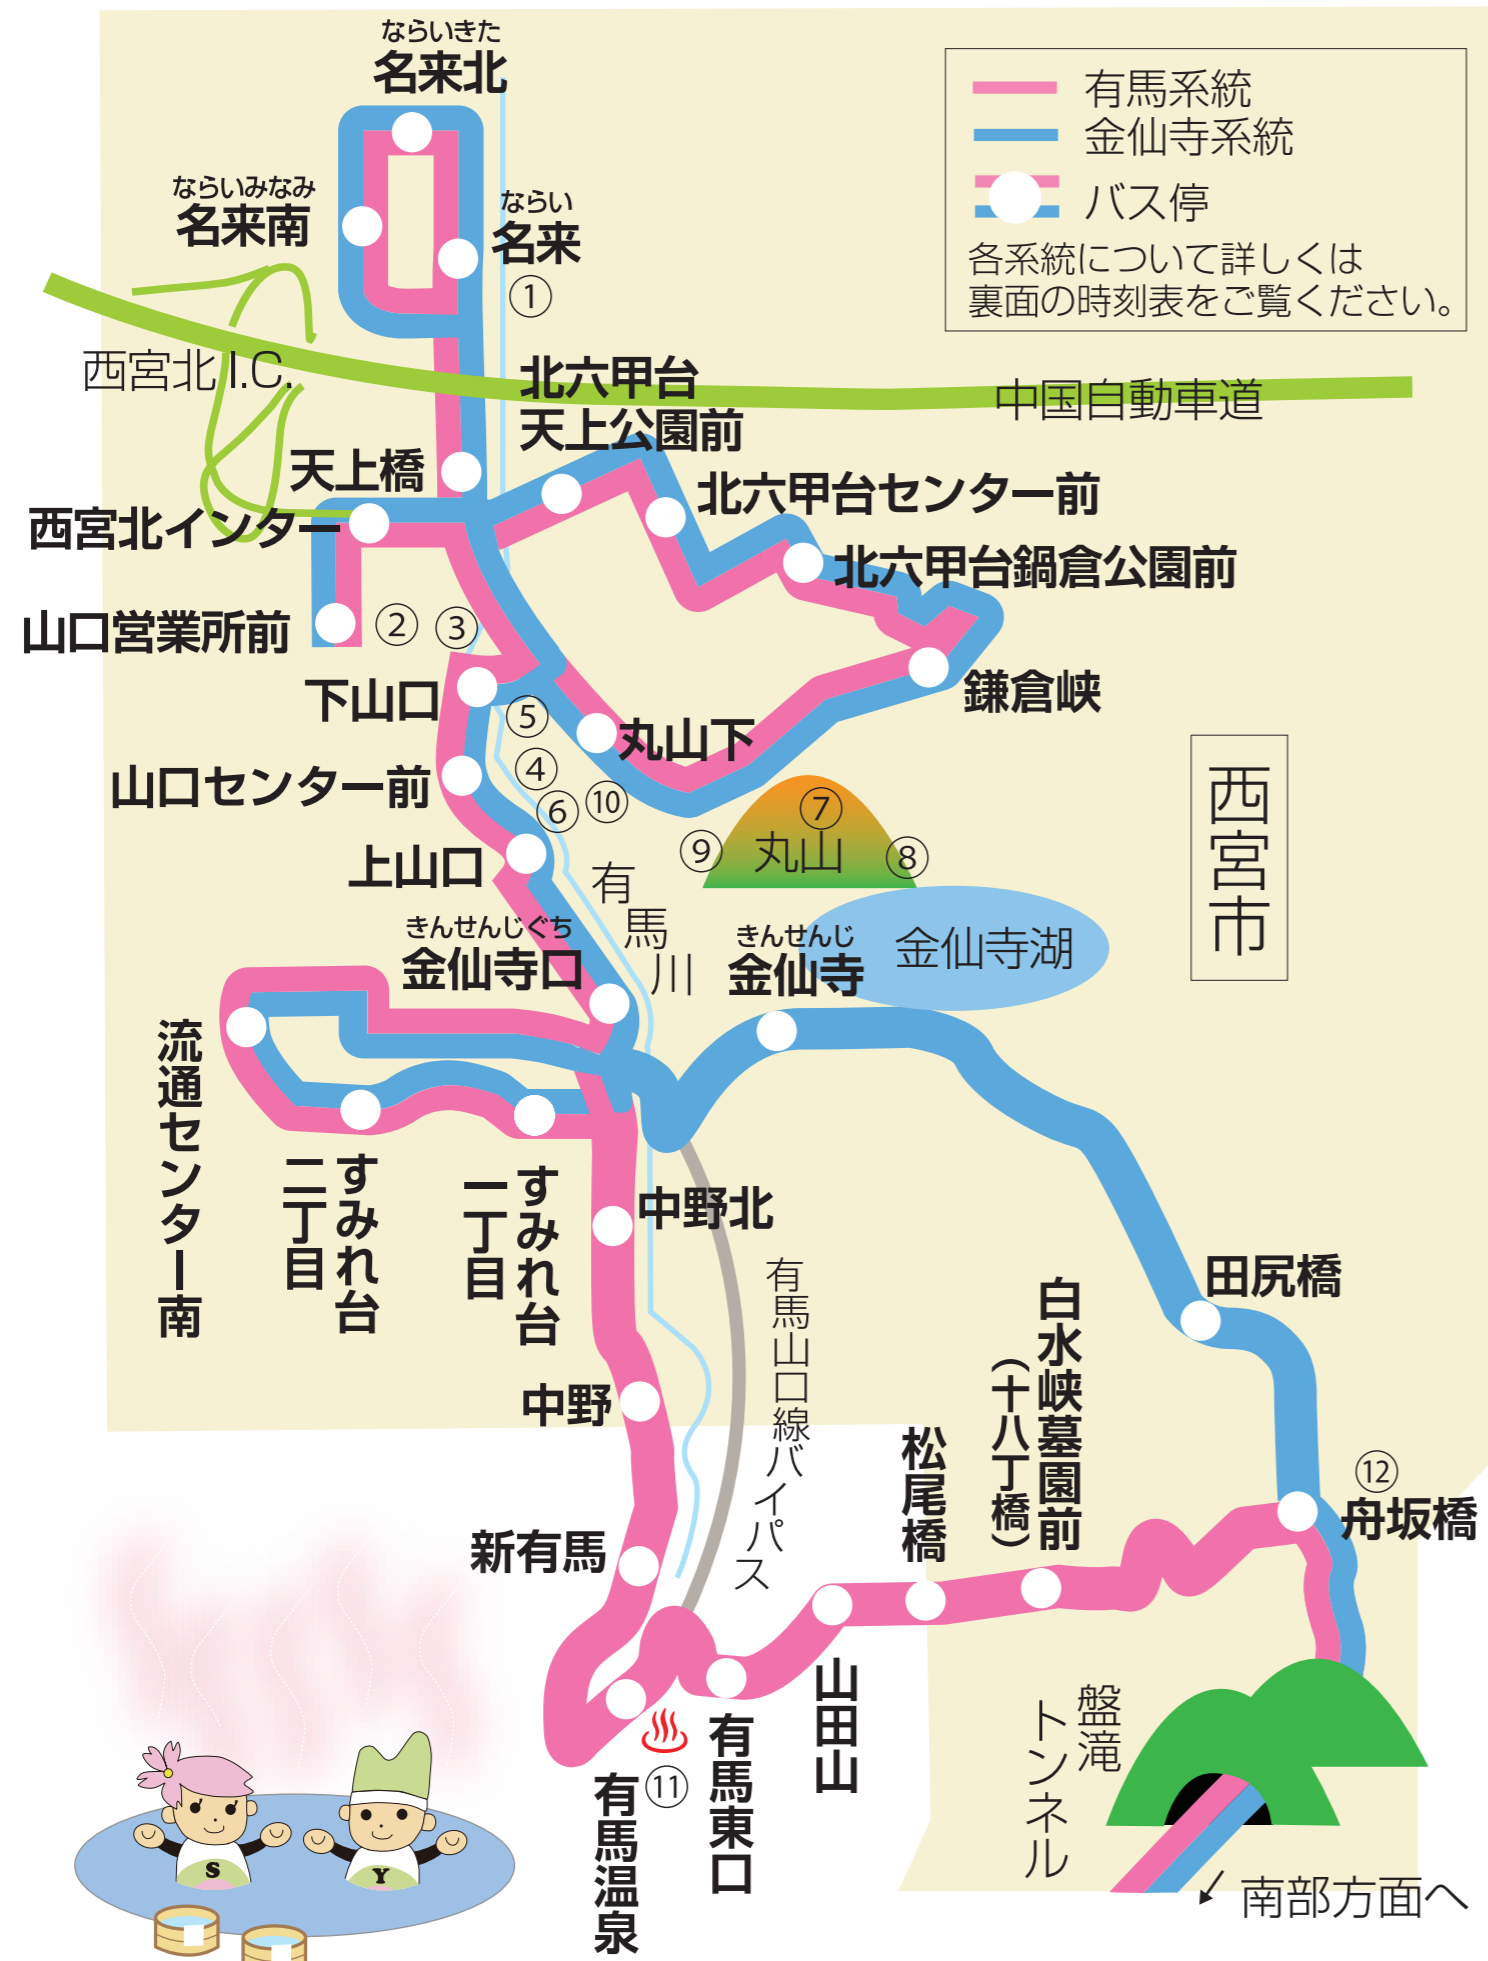 ならいきた
名来北
有馬系統
金仙寺系統
バス停
各系統について詳しくは
裏面の時刻表をご覧ください。
ならいみなみ
名来南
ならい
名来
①
西宮北 I.C.
中国自動車道
北六甲台
天上公園前
天上橋
北六甲台センター前
西宮北インター
北六甲台鍋倉公園前
山口営業所前
②
③
下山口
鎌倉峡
⑤
丸山下
山口センター前
④
⑥
⑩
⑦
⑨
丸山
⑧
西宮市
上山口
有馬川
きんせんじぐち
金仙寺口
きんせんじ
金仙寺
金仙寺湖
流通センター南
すみれ台
二丁目
すみれ台
一丁目
中野北
田尻橋
有馬山口線バイパス
白水峡墓園前
(十八丁橋)
中野
松尾橋
⑫
舟坂橋
新有馬
山田山
有馬東口
⑪
有馬温泉
盤滝
トンネル
南部方面へ
S
Y